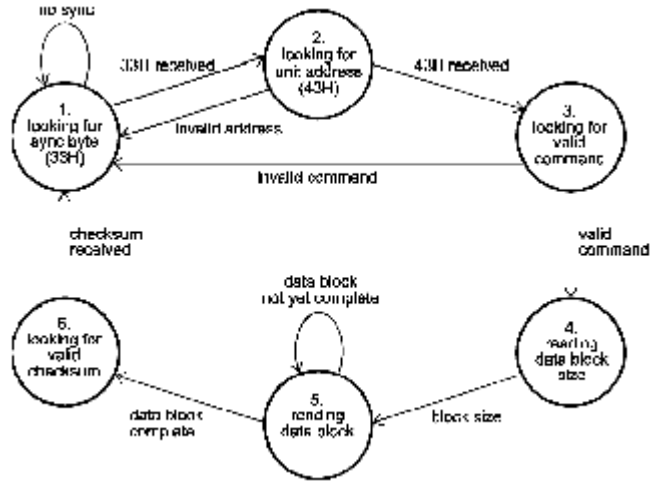 no sync
1.
looking for
sync byte
(33H)
33H received
2.
looking for
unit address
(43H)
43H received
invalid address
3.
looking for
valid
command
invalid command
checksum
received
valid
command
data block
not yet complete
6.
looking for
valid
checksum
4.
reading
data block
size
data block
complete
5.
reading
data block
block size